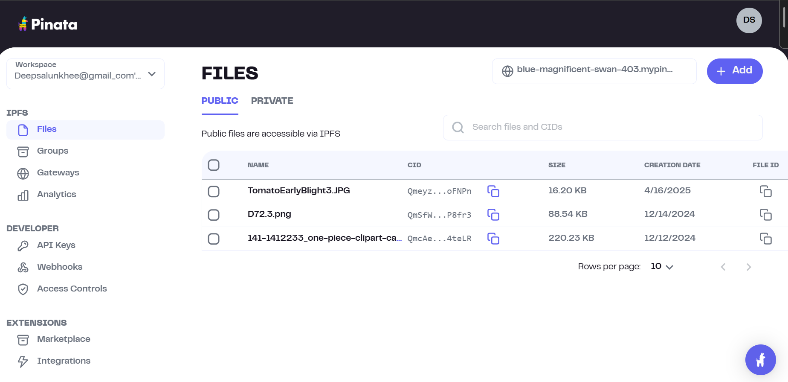 Pinata
DS
Workspace
Deepsalunkhee@gmail_com'...
FILES
blue-magnificent-swan-403.mypin...
+ Add
PUBLIC PRIVATE
IPFS
Files
Groups
Gateways
Analytics
Public files are accessible via IPFS
Search files and CIDs
NAME CID SIZE CREATION DATE FILE ID
TomatoEarlyBlight3.JPG Qmeyz...oFNPn 16.20 KB 4/16/2025
D72.3.png QmSfW...P8fr3 88.54 KB 12/14/2024
141-1412233_one-piece-clipart-ca... QmcAe...4teLR 220.23 KB 12/12/2024
Rows per page: 10
DEVELOPER
API Keys
Webhooks
Access Controls
EXTENSIONS
Marketplace
Integrations